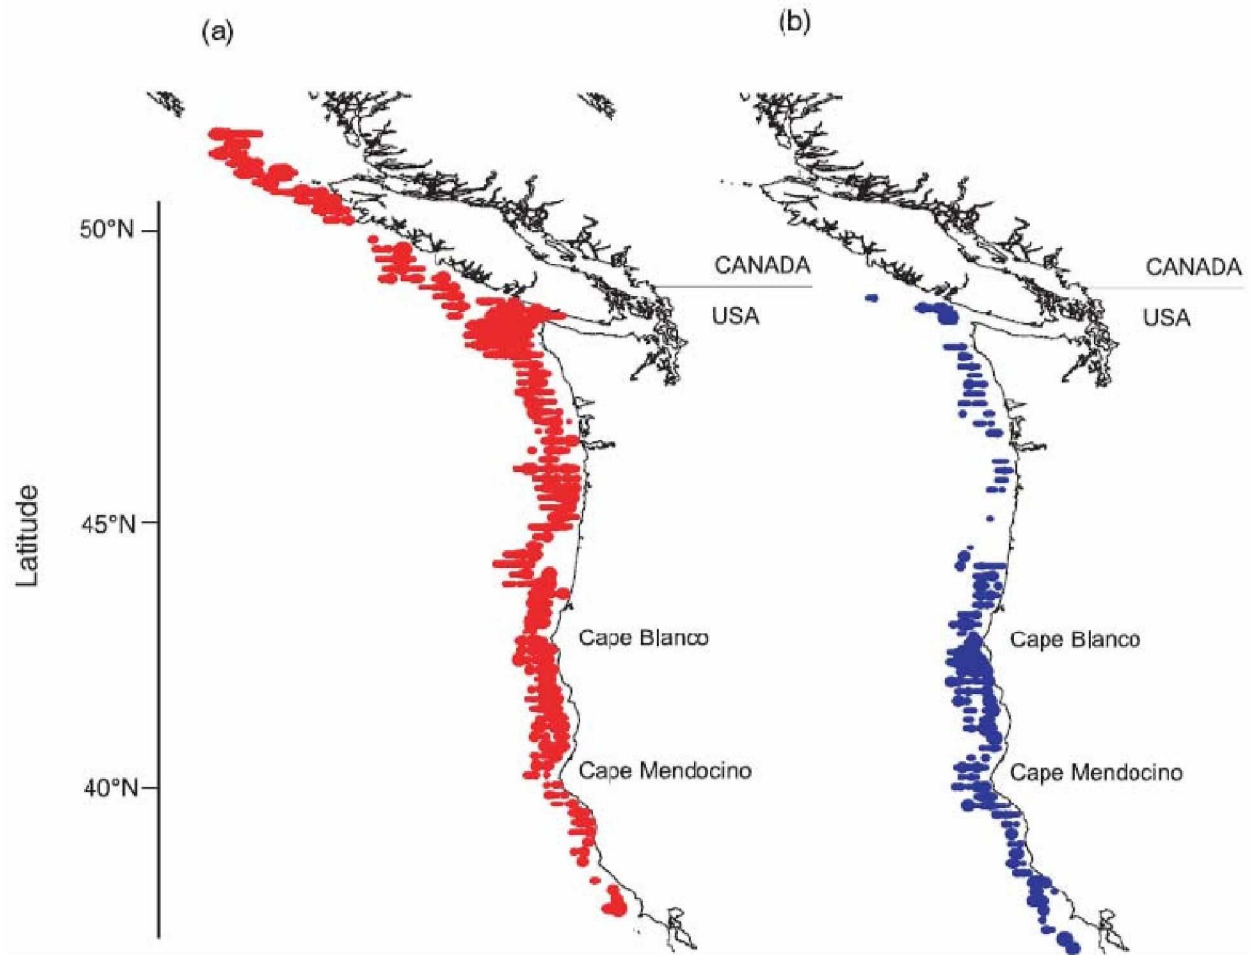 (a)
(b)
50°N
CANADA
CANADA
USA
USA
Latitude
45°N
Cape Blanco
Cape Blanco
Cape Mendocino
Cape Mendocino
40°N